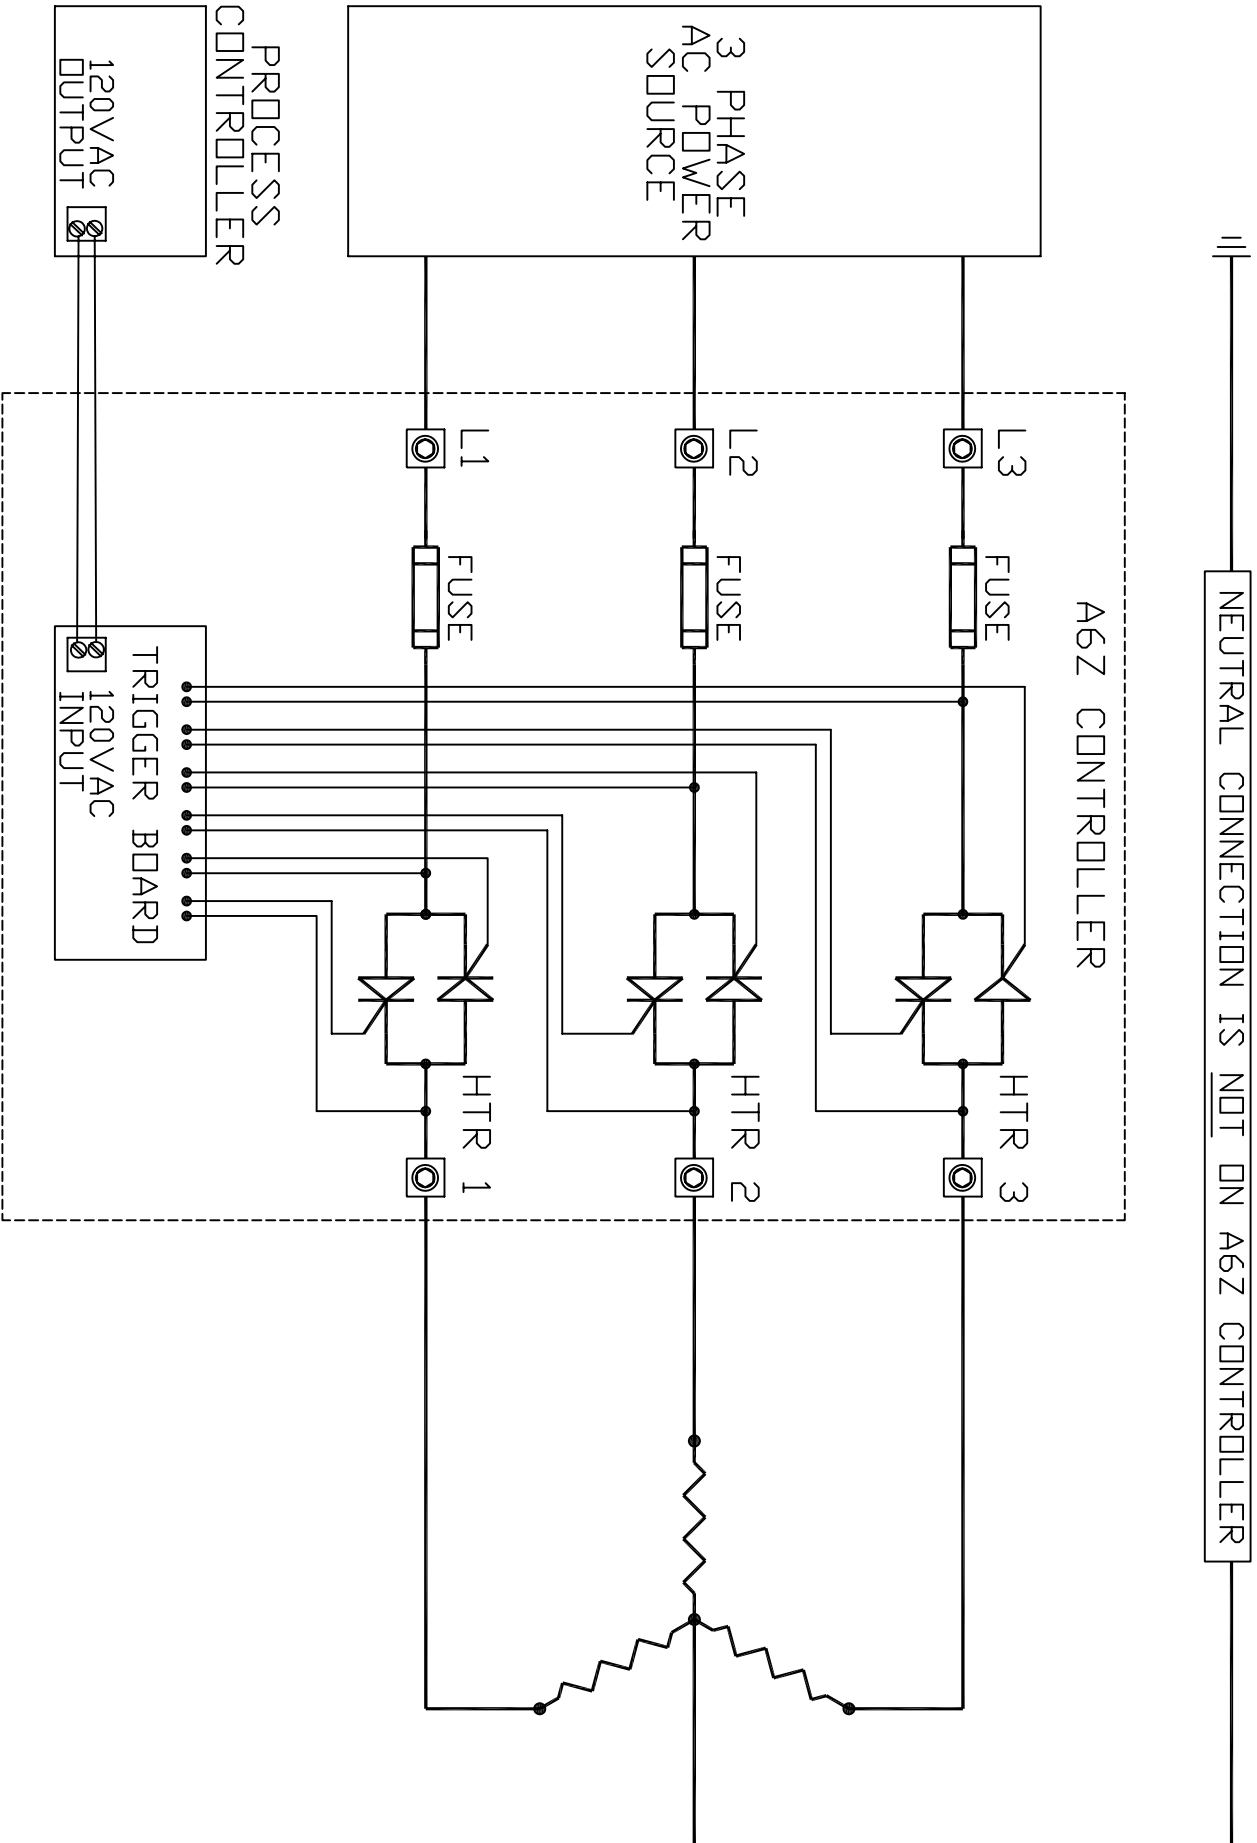 NEUTRAL CONNECTION IS NOT ON A6Z CONTROLLER
A6Z CONTROLLER
3 PHASE
AC POWER
SOURCE
L3
FUSE
HTR 3
L2
FUSE
HTR 2
L1
FUSE
HTR 1
PROCESS
CONTROLLER
120VAC
OUTPUT
TRIGGER BOARD
120VAC
INPUT